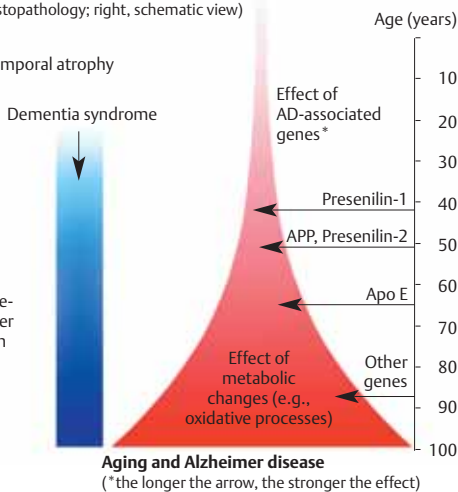 stopathology; right, schematic view)
Age (years)
mporal atrophy
Dementia syndrome
Effect of
AD-associated
genes*
10
20
30
Presenilin-1
40
APP, Presenilin-2
50
Apo E
60
e-
er
n
70
Effect of
metabolic
changes (e.g.,
oxidative processes)
Other
genes
80
90
100
Aging and Alzheimer disease
(*the longer the arrow, the stronger the effect)